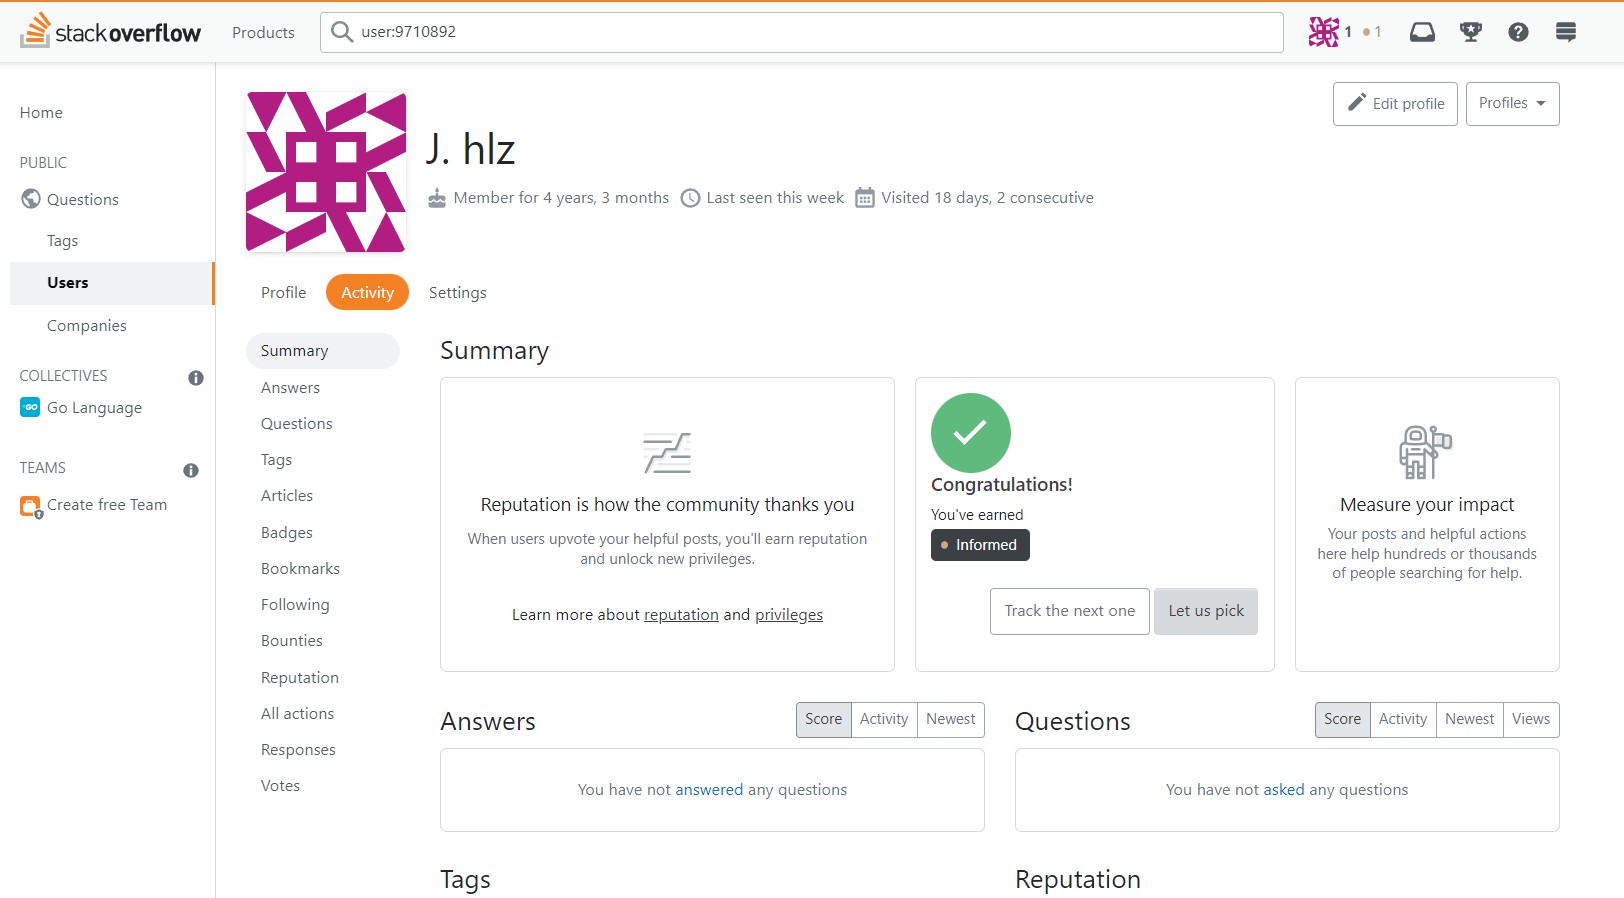 stack overflow
Products
user:9710892
1
1
Home
PUBLIC
Questions
Tags
Users
Companies
COLLECTIVES
GO
Go Language
TEAMS
Create free Team
Edit profile
Profiles
J. hlz
Member for 4 years, 3 months
Last seen this week
Visited 18 days, 2 consecutive
Profile
Activity
Settings
Summary
Answers
Questions
Tags
Articles
Badges
Bookmarks
Following
Bounties
Reputation
All actions
Responses
Votes
Summary
Reputation is how the community thanks you
When users upvote your helpful posts, you'll earn reputation
and unlock new privileges.
Learn more about reputation and privileges
Congratulations!
You've earned
Informed
Track the next one
Let us pick
Measure your impact
Your posts and helpful actions
here help hundreds or thousands
of people searching for help.
Answers
Score
Activity
Newest
You have not answered any questions
Questions
Score
Activity
Newest
Views
You have not asked any questions
Tags
Reputation